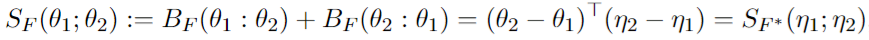 S_F(θ_1; θ_2) := B_F(θ_1 : θ_2) + B_F(θ_2 : θ_1) = (θ_2 − θ_1)^⊤(η_2 − η_1) = S_{F*}(η_1; η_2)